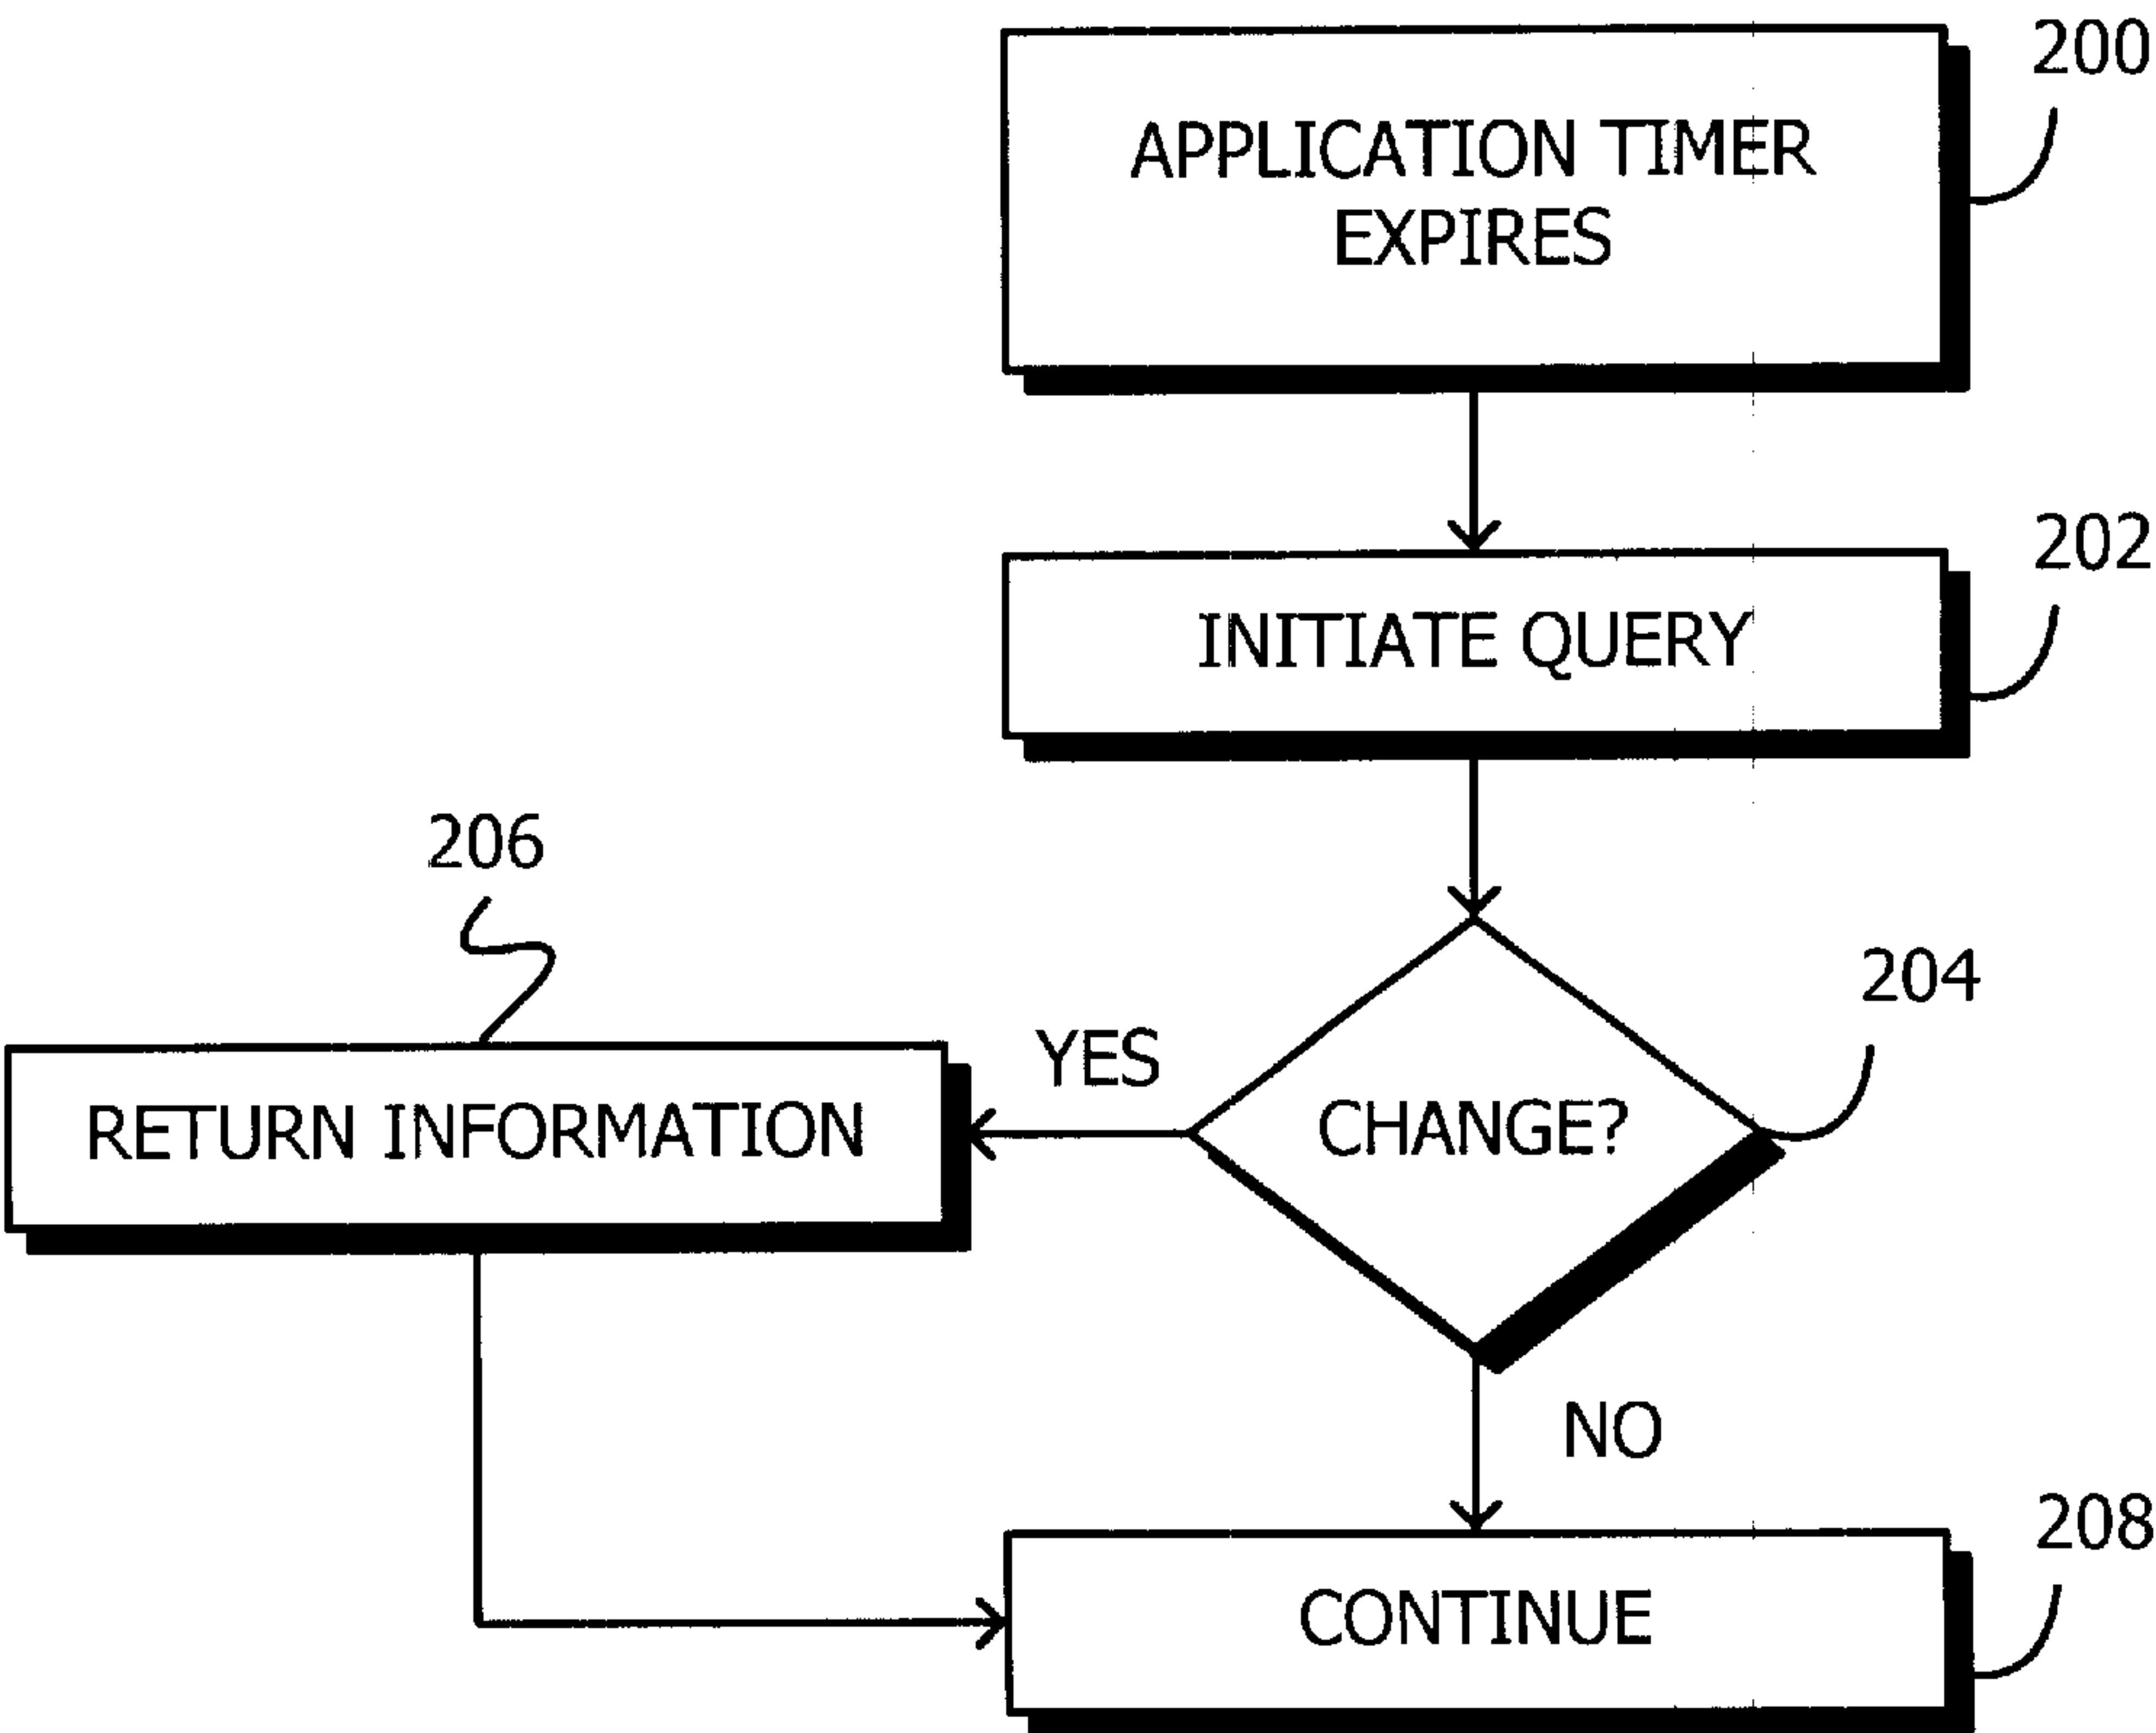 200
APPLICATION TIMER
EXPIRES
202
INITIATE QUERY
206
204
YES
CHANGE?
RETURN INFORMATION
NO
208
CONTINUE